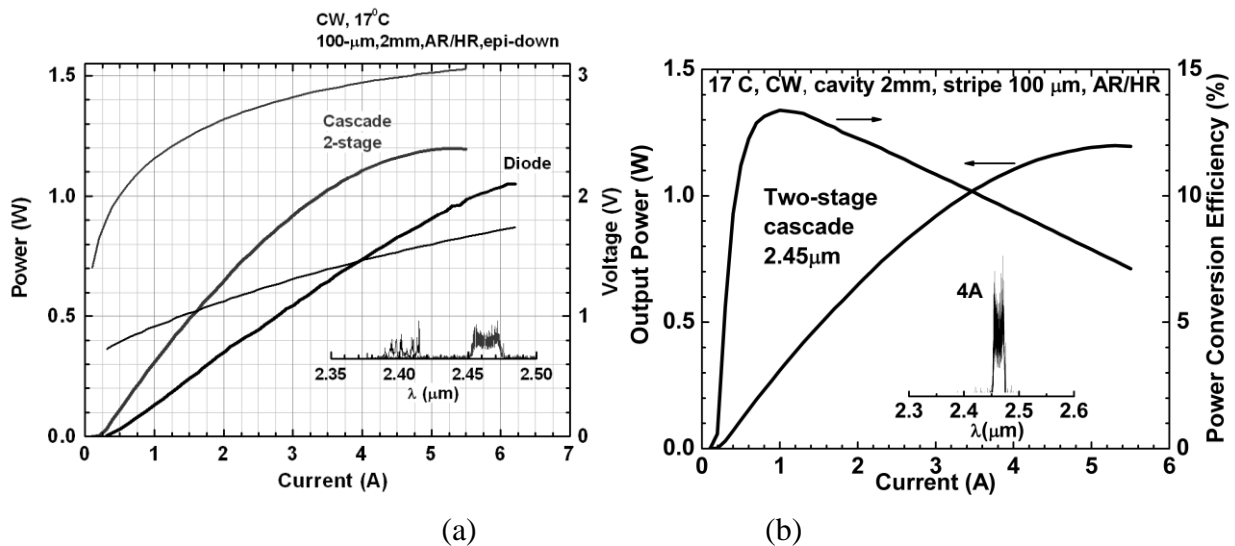 CW, 17⁰C
100-μm,2mm,AR/HR,epi-down
1.5
1.0
0.5
0.0
Power (W)
3
2
1
0
Voltage (V)
Cascade
2-stage
Diode
2.35 2.40 2.45 2.50
λ (μm)
0 1 2 3 4 5 6 7
Current (A)
(a)
17 C, CW, cavity 2mm, stripe 100 μm, AR/HR
1.5
1.0
0.5
0.0
Output Power (W)
15
10
5
0
Power Conversion Efficiency (%)
Two-stage
cascade
2.45μm
4A
2.3 2.4 2.5 2.6
λ(μm)
0 1 2 3 4 5 6
Current (A)
(b)